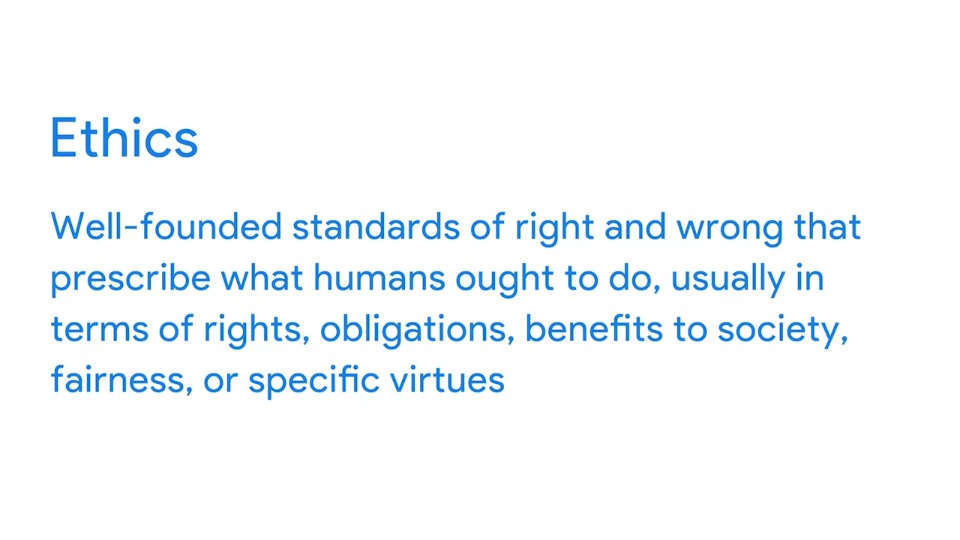 Ethics
Well-founded standards of right and wrong that
prescribe what humans ought to do, usually in
terms of rights, obligations, benefits to society,
fairness, or specific virtues